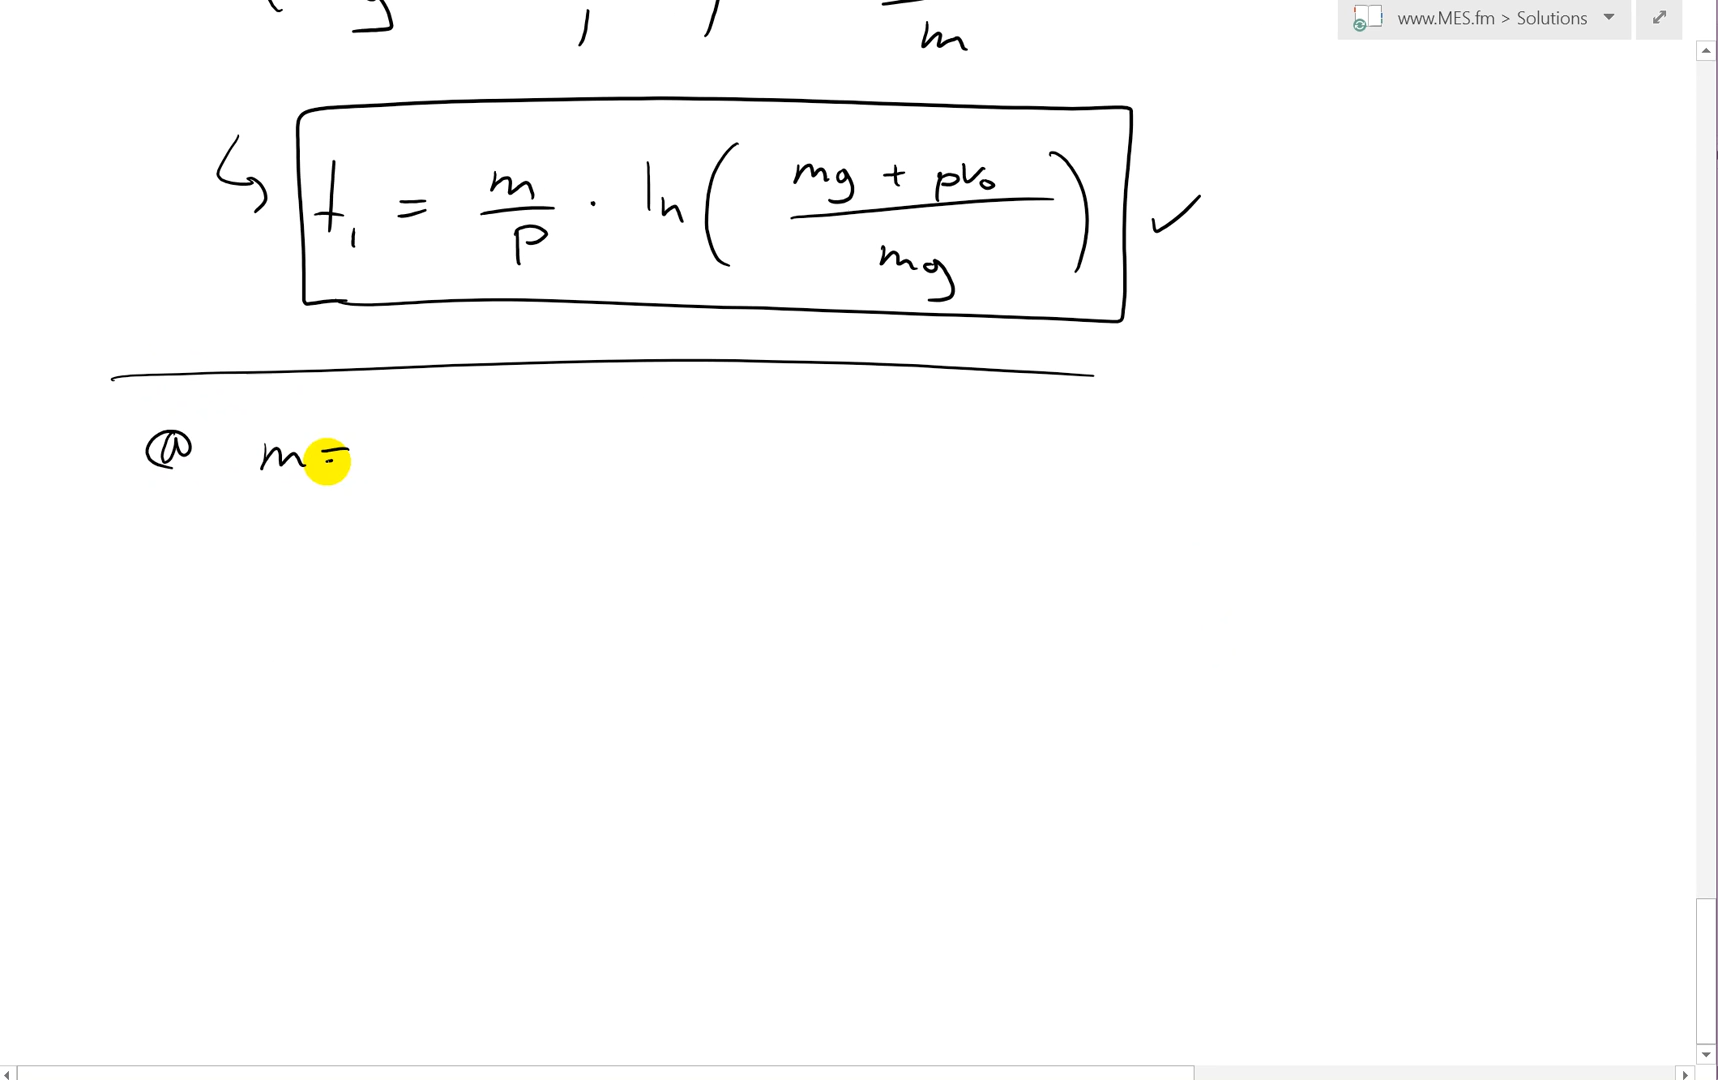 www.MES.fm > Solutions
m
t₁ = m/p · ln( (mg + pv₀)/mg ) ✓
@ m =